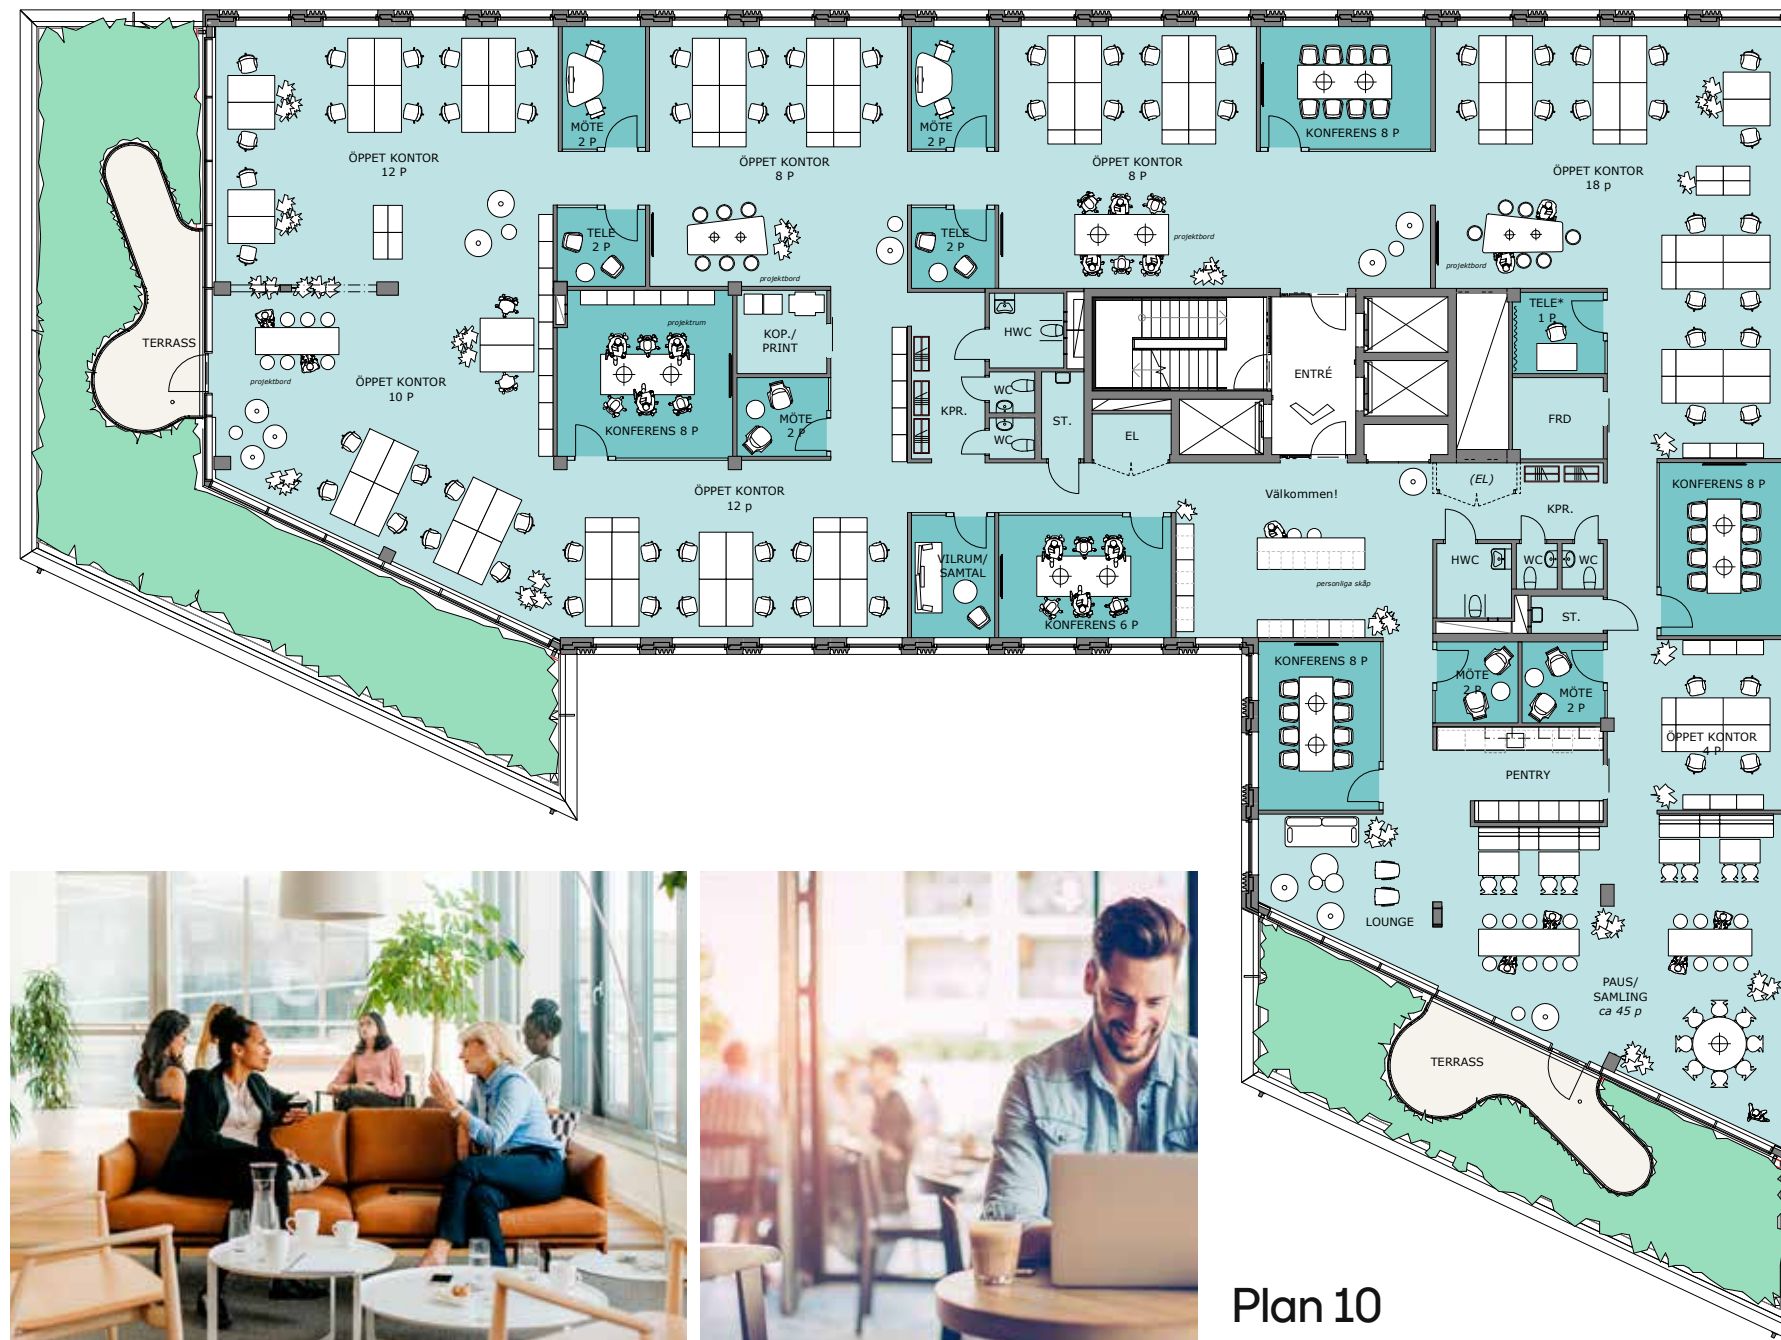 MÖTE
2 P
MÖTE
2 P
KONFERENS 8 P
ÖPPET KONTOR
12 P
ÖPPET KONTOR
8 P
ÖPPET KONTOR
8 P
ÖPPET KONTOR
18 p
TELE
2 P
projektbord
TELE
2 P
projektbord
projektbord
TERRASS
projektbord
ÖPPET KONTOR
10 P
projektrum
KONFERENS 8 P
KOP./
PRINT
MÖTE
2 P
KPR.
HWC
WC
WC
ST.
EL
ENTRÉ
TELE*
1 P
FRD
ÖPPET KONTOR
12 p
Välkommen!
(EL)
KPR.
KONFERENS 8 P
VILRUM/
SAMTAL
KONFERENS 6 P
personliga skåp
HWC
WC
WC
ST.
KONFERENS 8 P
MÖTE
2 P
MÖTE
2 P
ÖPPET KONTOR
4 P
PENTRY
LOUNGE
PAUS/
SAMLING
ca 45 p
TERRASS
Plan 10